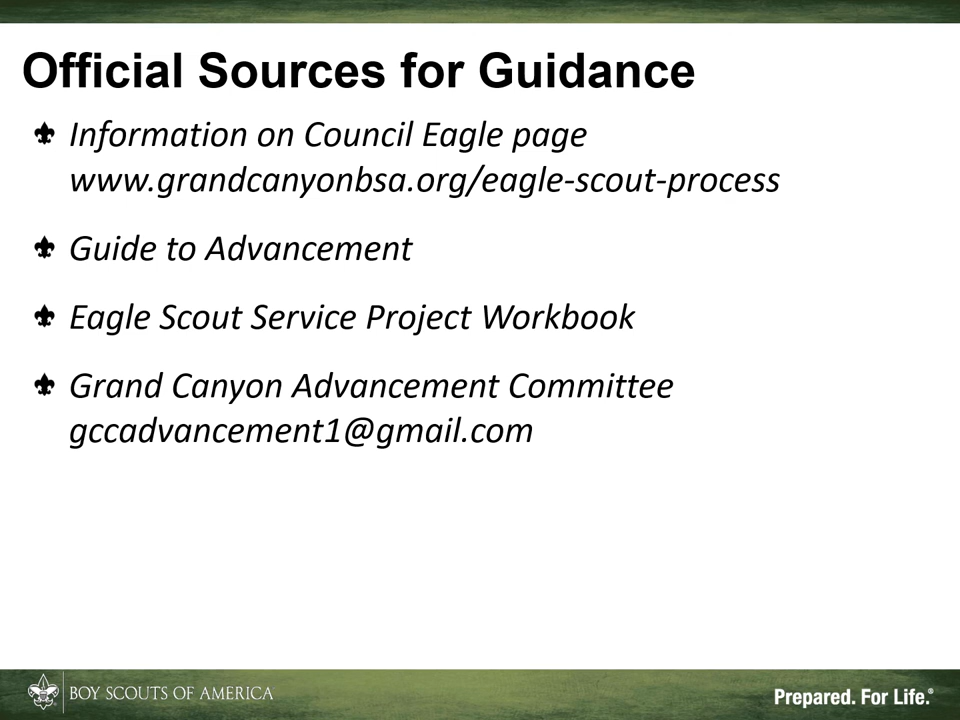 Official Sources for Guidance
Information on Council Eagle page
www.grandcanyonbsa.org/eagle-scout-process
Guide to Advancement
Eagle Scout Service Project Workbook
Grand Canyon Advancement Committee
gccadvancement1@gmail.com
BOY SCOUTS OF AMERICA
Prepared. For Life.®